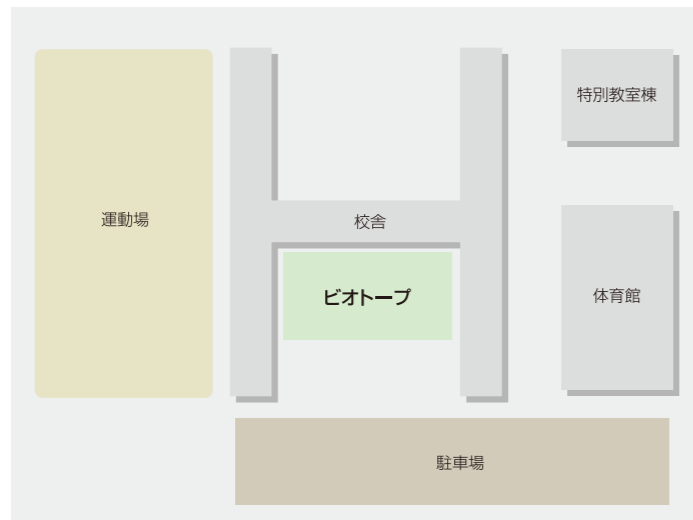 特別教室棟
運動場
校舎
ビオトープ
体育館
駐車場